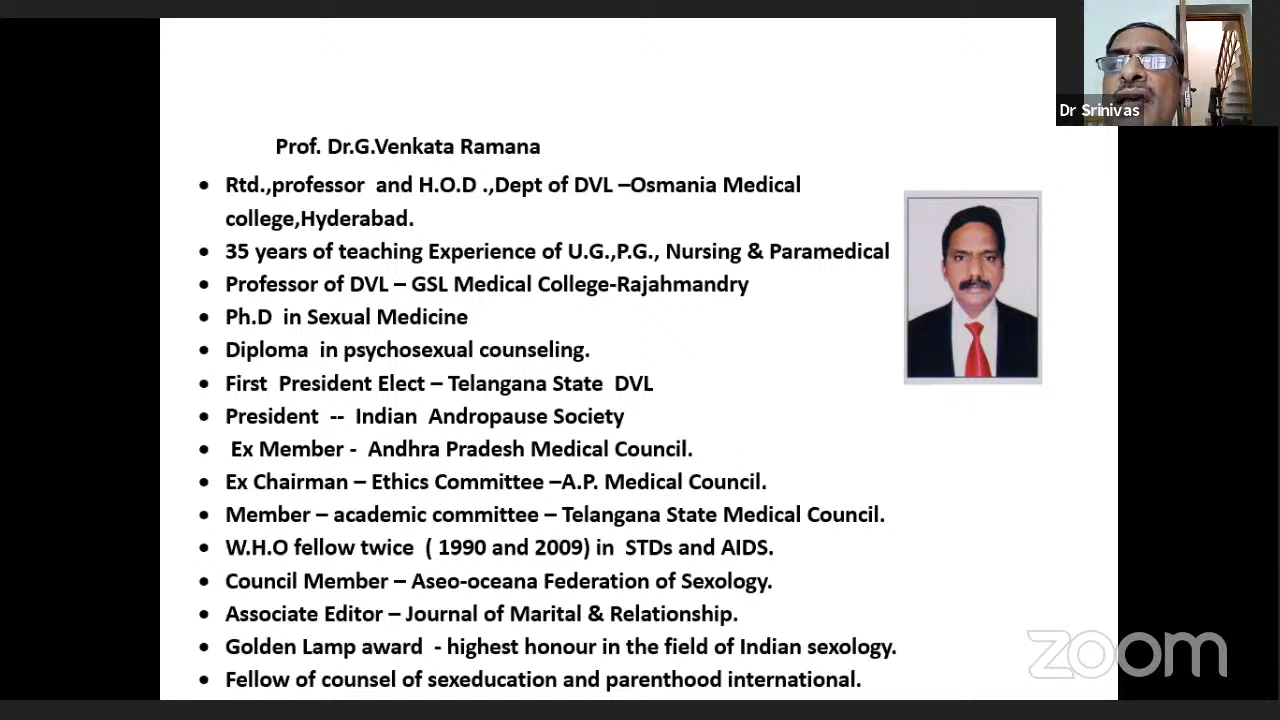 Dr Srinivas
Prof. Dr.G.Venkata Ramana
• Rtd.,professor and H.O.D .,Dept of DVL –Osmania Medical
college,Hyderabad.
• 35 years of teaching Experience of U.G.,P.G., Nursing & Paramedical
• Professor of DVL – GSL Medical College-Rajahmandry
• Ph.D in Sexual Medicine
• Diploma in psychosexual counseling.
• First President Elect – Telangana State DVL
• President -- Indian Andropause Society
• Ex Member - Andhra Pradesh Medical Council.
• Ex Chairman – Ethics Committee –A.P. Medical Council.
• Member – academic committee – Telangana State Medical Council.
• W.H.O fellow twice ( 1990 and 2009) in STDs and AIDS.
• Council Member – Aseo-oceana Federation of Sexology.
• Associate Editor – Journal of Marital & Relationship.
• Golden Lamp award - highest honour in the field of Indian sexology.
• Fellow of counsel of sexeducation and parenthood international.
zoom